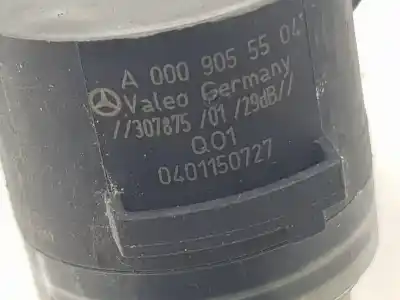 A 000 905 55 04
Valeo Germany
//307875 /01 /29dB//
Q01
0401150727